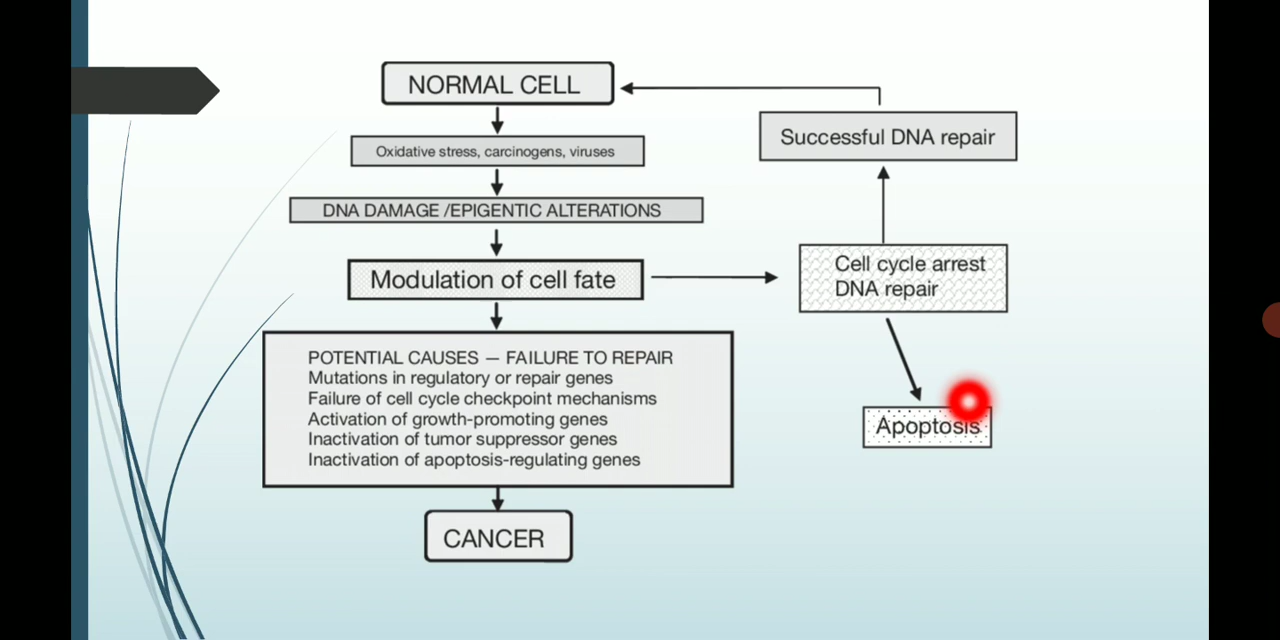 NORMAL CELL
Oxidative stress, carcinogens, viruses
DNA DAMAGE /EPIGENTIC ALTERATIONS
Modulation of cell fate
POTENTIAL CAUSES — FAILURE TO REPAIR
Mutations in regulatory or repair genes
Failure of cell cycle checkpoint mechanisms
Activation of growth-promoting genes
Inactivation of tumor suppressor genes
Inactivation of apoptosis-regulating genes
CANCER
Successful DNA repair
Cell cycle arrest
DNA repair
Apoptosis